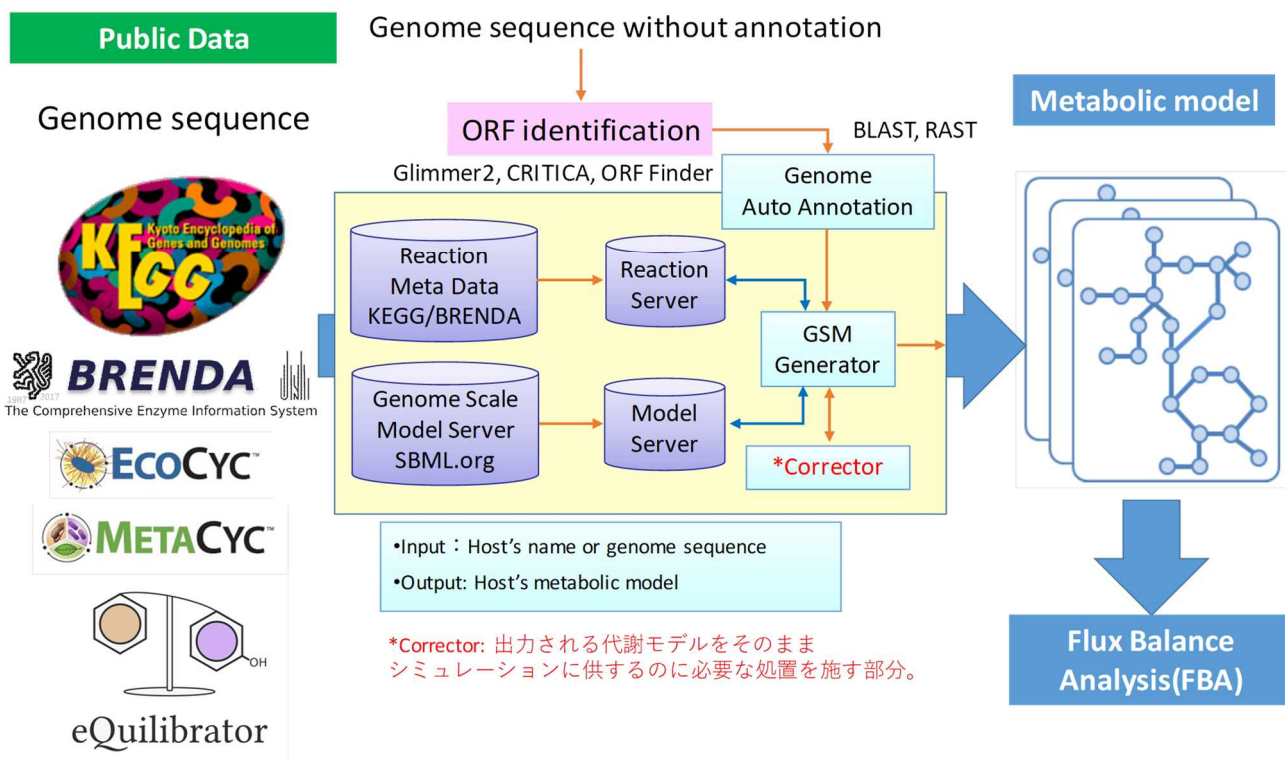 Public Data
Genome sequence without annotation
Genome sequence
ORF identification
BLAST, RAST
Metabolic model
Glimmer2, CRITICA, ORF Finder
Genome
Auto Annotation
KEGG
Kyoto Encyclopedia of
Genes and Genomes
Reaction
Meta Data
KEGG/BRENDA
Reaction
Server
GSM
Generator
BRENDA
1987 2017
The Comprehensive Enzyme Information System
Genome Scale
Model Server
SBML.org
Model
Server
*Corrector
ECOCYC™
METACYC™
•Input：Host’s name or genome sequence
•Output: Host’s metabolic model
*Corrector: 出力される代謝モデルをそのまま
シミュレーションに供するのに必要な処置を施す部分。
OH
eQuilibrator
Flux Balance
Analysis(FBA)